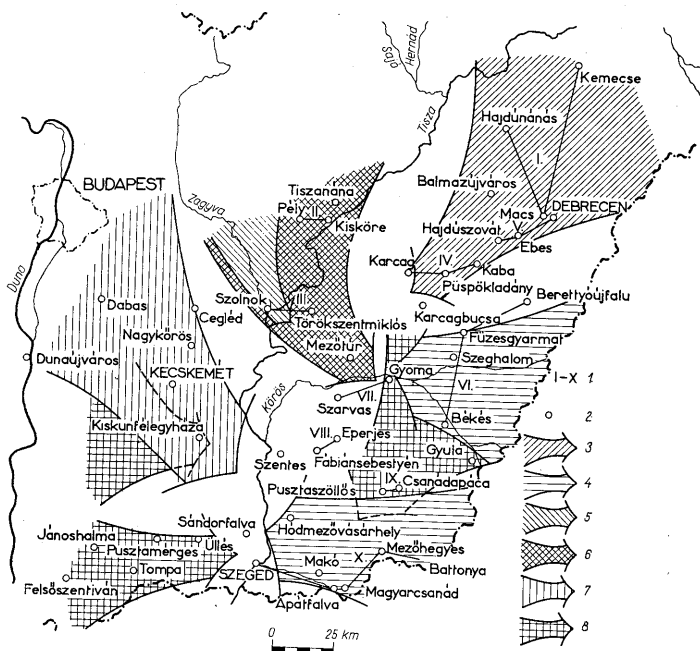 Sajó
Hernád
Tisza
Kemecse
Hajdúnánás
I.
BUDAPEST
Zagyva
Tiszanána
Balmazújváros
Pély
II.
Kisköre
Macs
DEBRECEN
Hajdúszovát
V.
Ebes
Duna
Karcag
IV.
Kaba
Püspökladány
Berettyóújfalu
Dabas
Szolnok
III.
Cegléd
Törökszentmiklós
Karcagbucsa
Nagykőrös
Füzesgyarmat
Mezőtúr
Szeghalom
Dunaújváros
KECSKEMÉT
Gyoma
I-X 1
Körös
VI.
VII.
Szarvas
2
Békés
Kiskunfélegyháza
VIII.
Eperjes
3
Gyula
Szentes
Fábiánsebestyén
4
IX.
Csanádapáca
Pusztaszőllős
5
Sándorfalva
Hódmezővásárhely
Jánoshalma
6
Pusztamerges
Üllés
Mezőhegyes
Makó
X.
Tompa
SZEGED
Battonya
7
Felsőszentiván
Magyarcsanád
Apátfalva
8
0 25 km